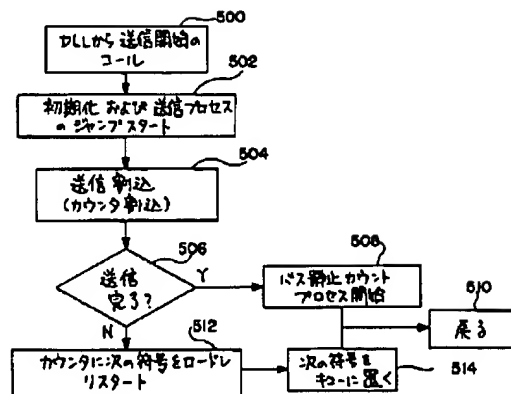 500
DLLから送信開始の
コール
502
初期化および送信プロセス
のジャンプスタート
504
送信割込
(カウンタ割込)
506
送信
完了?
Y
N
508
バス静止カウント
プロセス開始
510
戻る
512
カウンタに次の符号をロードし
リスタート
次の符号を
キューに置く
514